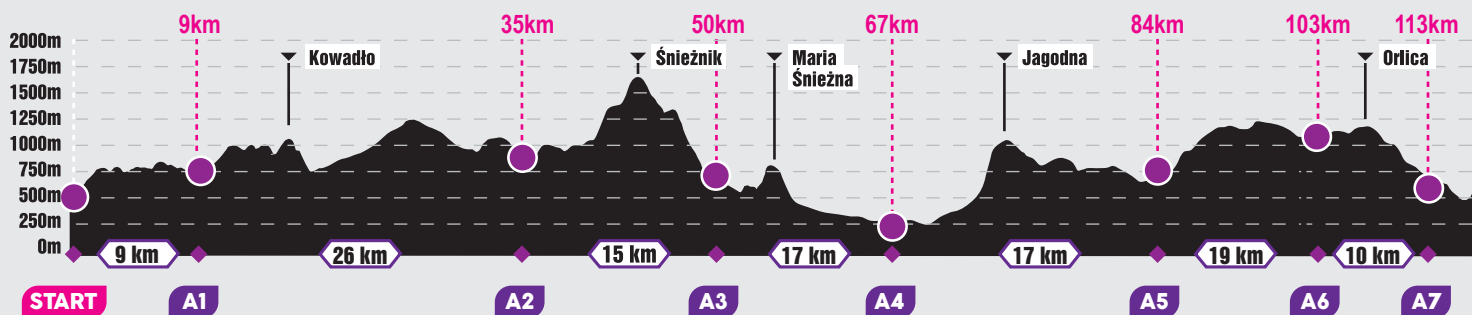 9km 35km 50km 67km 84km 103km 113km
2000m
1750m
1500m
1250m
1000m
750m
500m
250m
0m
Kowadło
Śnieżnik
Maria
Śnieżna
Jagodna
Orlica
9 km 26 km 15 km 17 km 17 km 19 km 10 km
START A1 A2 A3 A4 A5 A6 A7